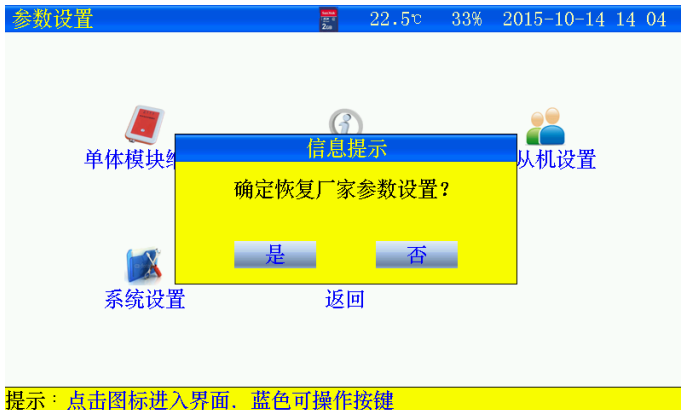 参数设置
22.5℃ 33% 2015-10-14 14 04
单体模块
信息提示
从机设置
确定恢复厂家参数设置?
是 否
系统设置 返回
提示:点击图标进入界面. 蓝色可操作按键